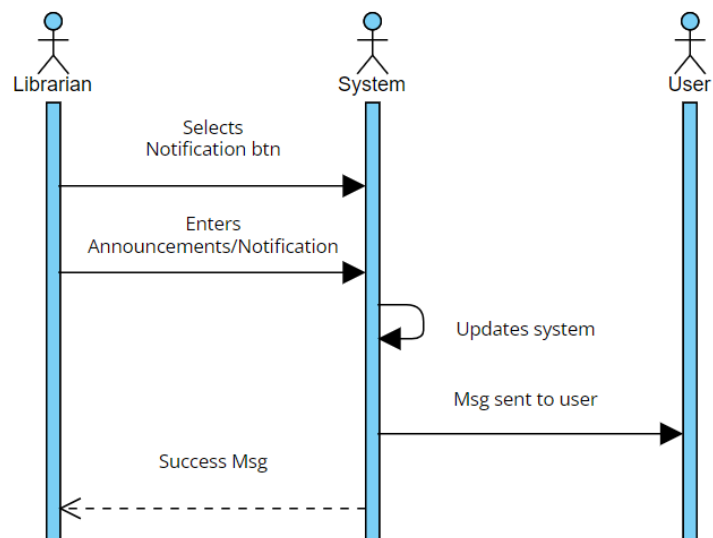 Librarian
System
User
Selects
Notification btn
Enters
Announcements/Notification
Updates system
Msg sent to user
Success Msg